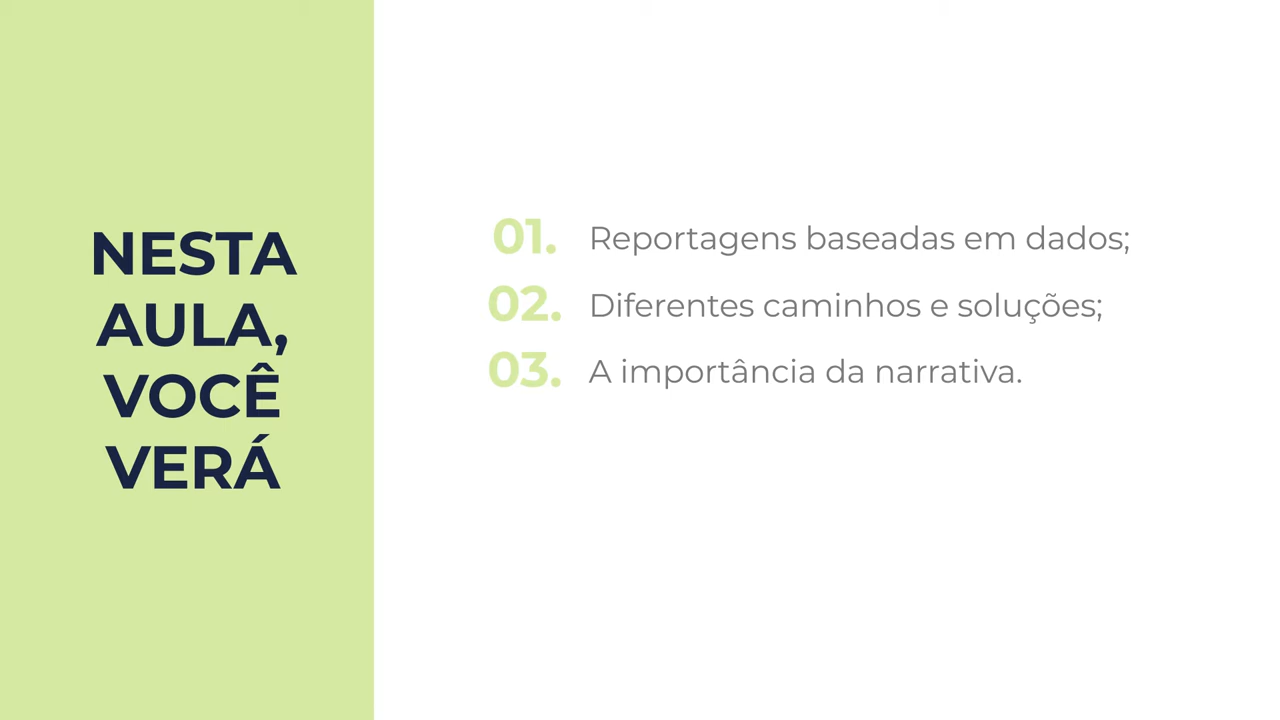 NESTA
AULA,
VOCÊ
VERÁ
01. Reportagens baseadas em dados;
02. Diferentes caminhos e soluções;
03. A importância da narrativa.